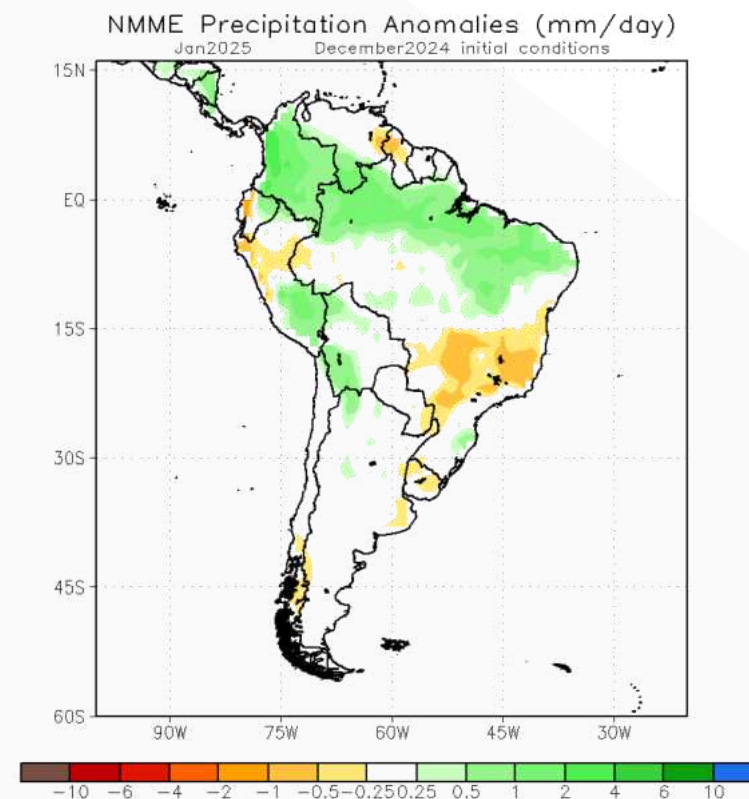 NMME Precipitation Anomalies (mm/day)
Jan2025 December2024 initial conditions
15N
EQ
15S
30S
45S
60S
90W 75W 60W 45W 30W
-10 -6 -4 -2 -1 -0.5 -0.25 0.25 0.5 1 2 4 6 10